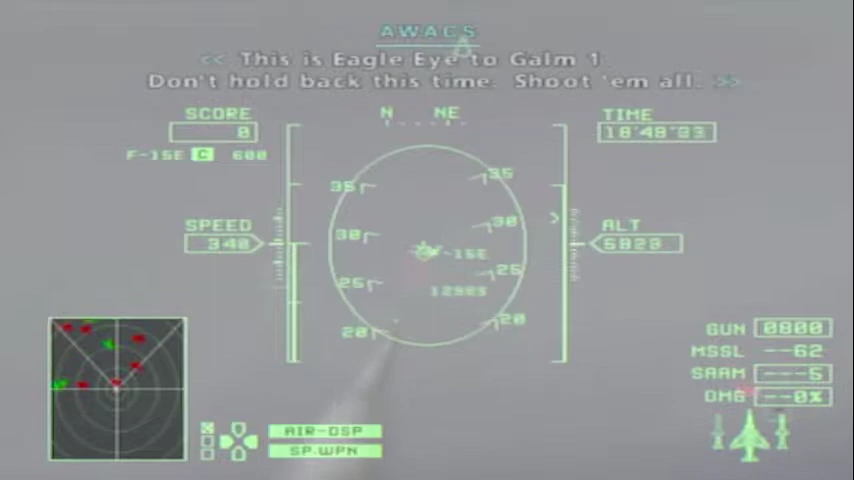 AWACS
<< This is Eagle Eye to Galm 1.
Don't hold back this time. Shoot 'em all. >>
SCORE
0
F-15E C 600
N NE
TIME
18'48"33
35 35
30 30
25 25
20 20
SPEED
340
ALT
5823
F-15E
GUN 0800
MSSL --62
SAAM ---5
DMG --0%
AIR-DSP
SP.WPN